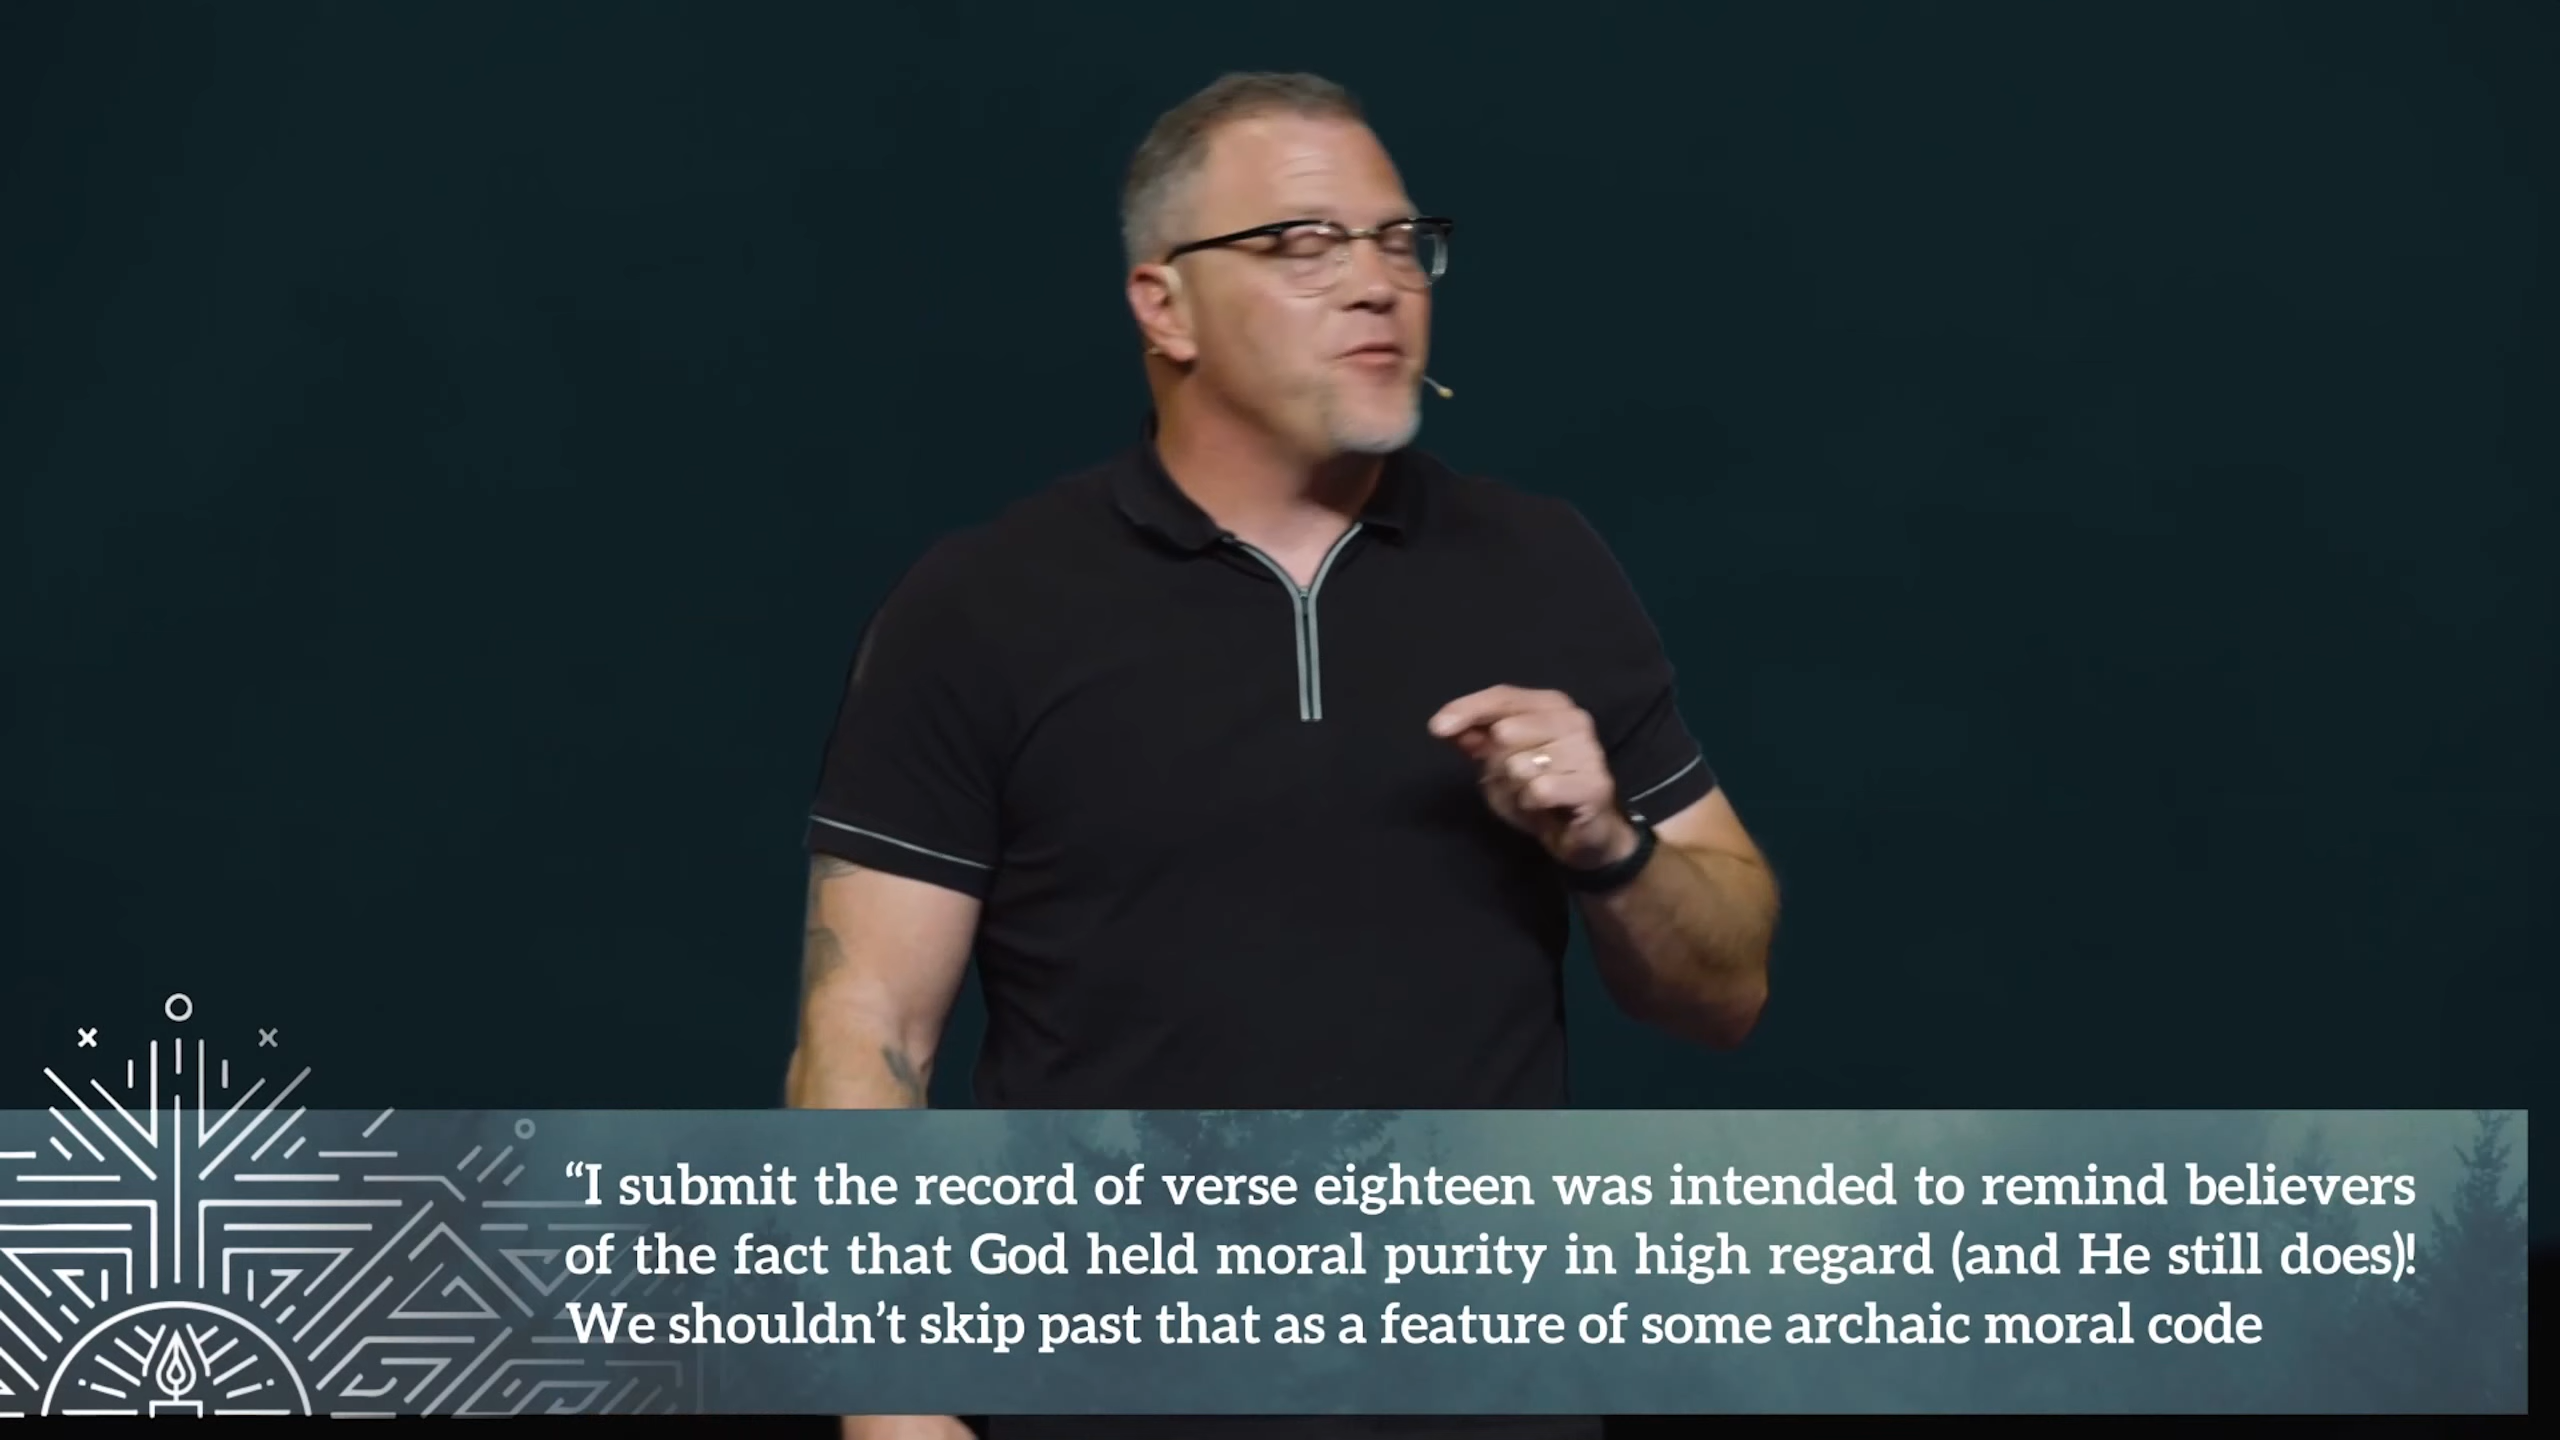 “I submit the record of verse eighteen was intended to remind believers
of the fact that God held moral purity in high regard (and He still does)!
We shouldn’t skip past that as a feature of some archaic moral code